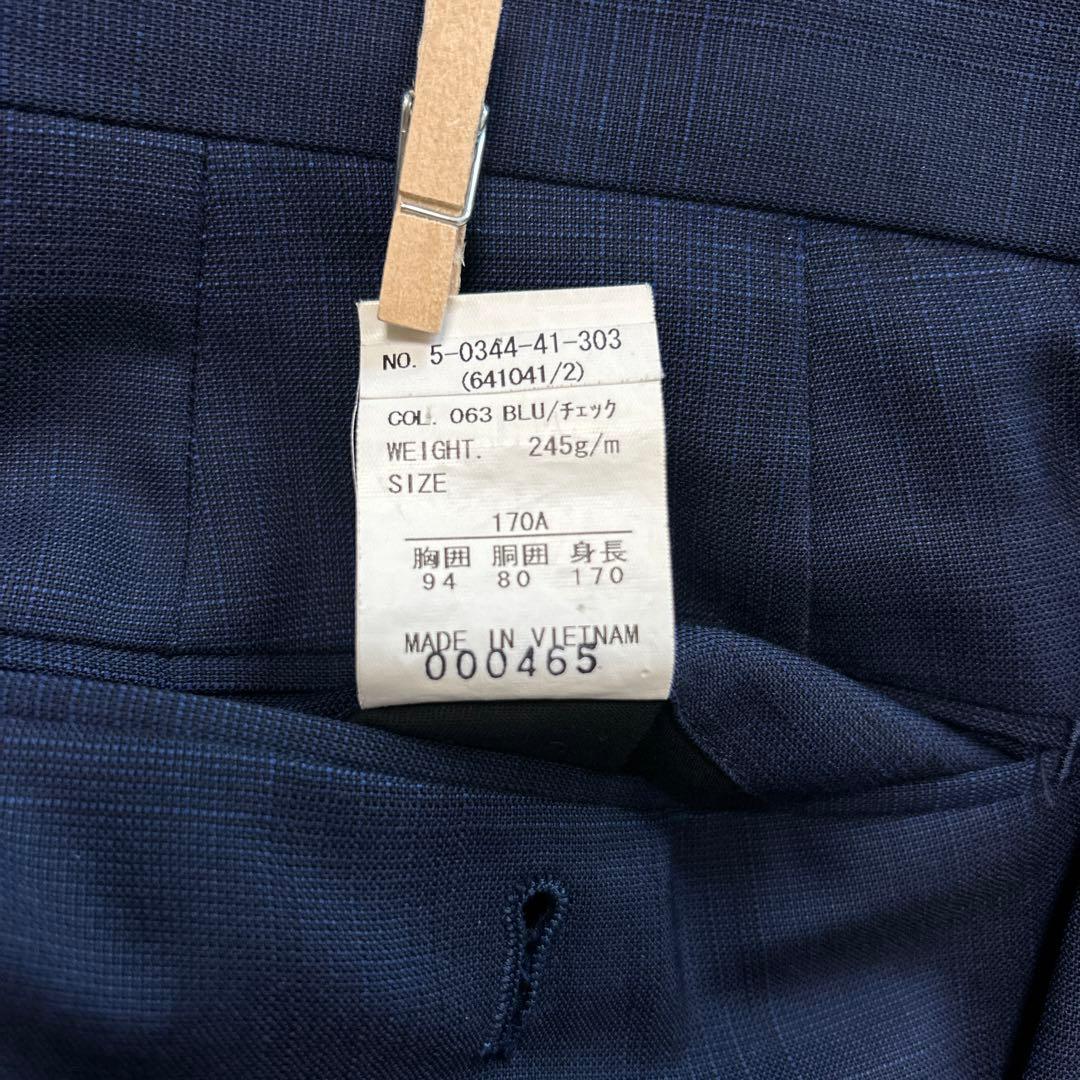 NO. 5-0344-41-303
(641041/2)
COL. 063 BLU/チェック
WEIGHT. 245g/m
SIZE
170A
胸囲 胴囲 身長
94 80 170
MADE IN VIETNAM
000465